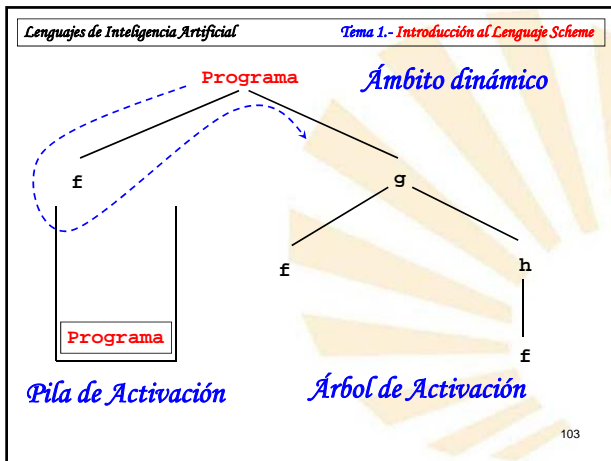 Lenguajes de Inteligencia Artificial Tema 1.- Introducción al Lenguaje Scheme
Programa
Ámbito dinámico
f
g
f
h
Programa
f
Pila de Activación
Árbol de Activación
103